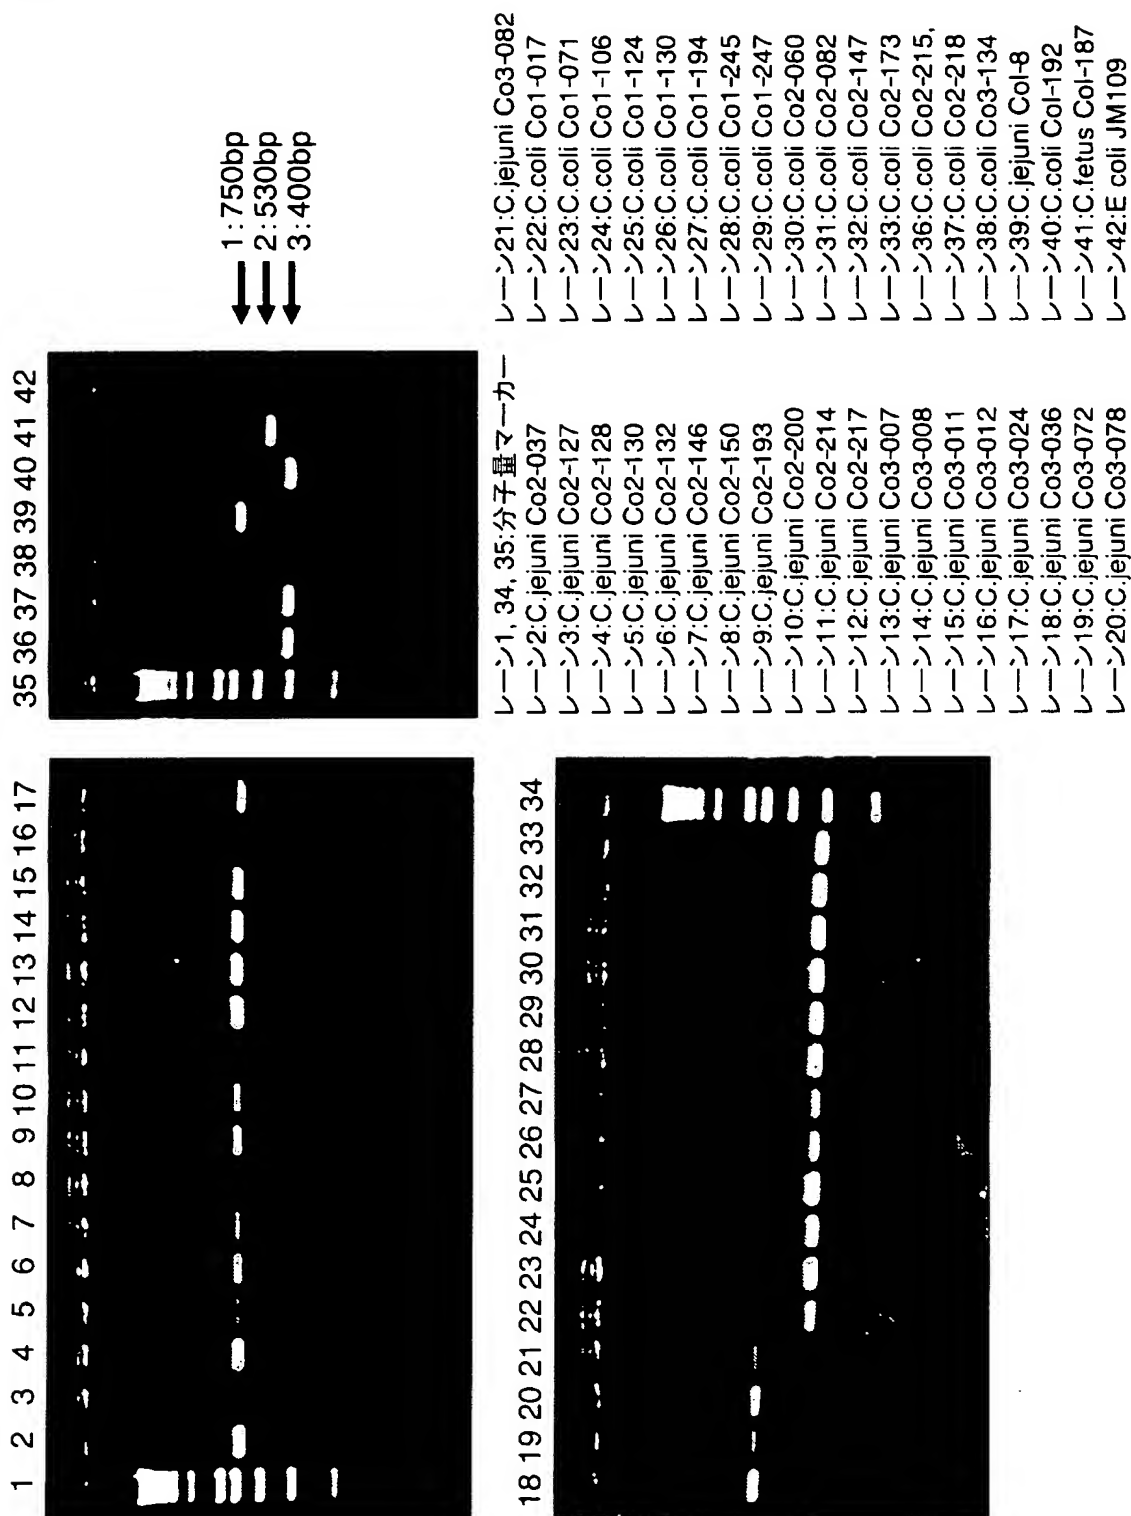 1 2 3 4 5 6 7 8 9 10 11 12 13 14 15 16 17
35 36 37 38 39 40 41 42
1:750bp
2:530bp
3:400bp
18 19 20 21 22 23 24 25 26 27 28 29 30 31 32 33 34
レーン1, 34, 35:分子量マーカー
レーン2:C.jejuni Co2-037
レーン3:C.jejuni Co2-127
レーン4:C.jejuni Co2-128
レーン5:C.jejuni Co2-130
レーン6:C.jejuni Co2-132
レーン7:C.jejuni Co2-146
レーン8:C.jejuni Co2-150
レーン9:C.jejuni Co2-193
レーン10:C.jejuni Co2-200
レーン11:C.jejuni Co2-214
レーン12:C.jejuni Co2-217
レーン13:C.jejuni Co3-007
レーン14:C.jejuni Co3-008
レーン15:C.jejuni Co3-011
レーン16:C.jejuni Co3-012
レーン17:C.jejuni Co3-024
レーン18:C.jejuni Co3-036
レーン19:C.jejuni Co3-072
レーン20:C.jejuni Co3-078
レーン21:C.jejuni Co3-082
レーン22:C.coli Co1-017
レーン23:C.coli Co1-071
レーン24:C.coli Co1-106
レーン25:C.coli Co1-124
レーン26:C.coli Co1-130
レーン27:C.coli Co1-194
レーン28:C.coli Co1-245
レーン29:C.coli Co1-247
レーン30:C.coli Co2-060
レーン31:C.coli Co2-082
レーン32:C.coli Co2-147
レーン33:C.coli Co2-173
レーン36:C.coli Co2-215,
レーン37:C.coli Co2-218
レーン38:C.coli Co3-134
レーン39:C.jejuni Col-8
レーン40:C.coli Col-192
レーン41:C.fetus Col-187
レーン42:E coli JM109